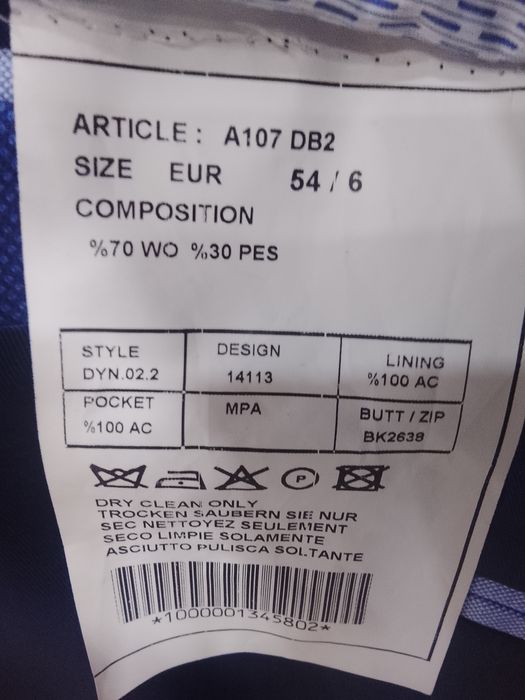 ARTICLE : A107 DB2
SIZE EUR 54 / 6
COMPOSITION
%70 WO %30 PES
STYLE DESIGN LINING
DYN.02.2 14113 %100 AC
POCKET MPA BUTT / ZIP
%100 AC BK2638
P
DRY CLEAN ONLY
TROCKEN SAUBERN SIE NUR
SEC NETTOYEZ SEULEMENT
SECO LIMPIE SOLAMENTE
ASCIUTTO PULISCA SOLTANTE
*1000001345802*